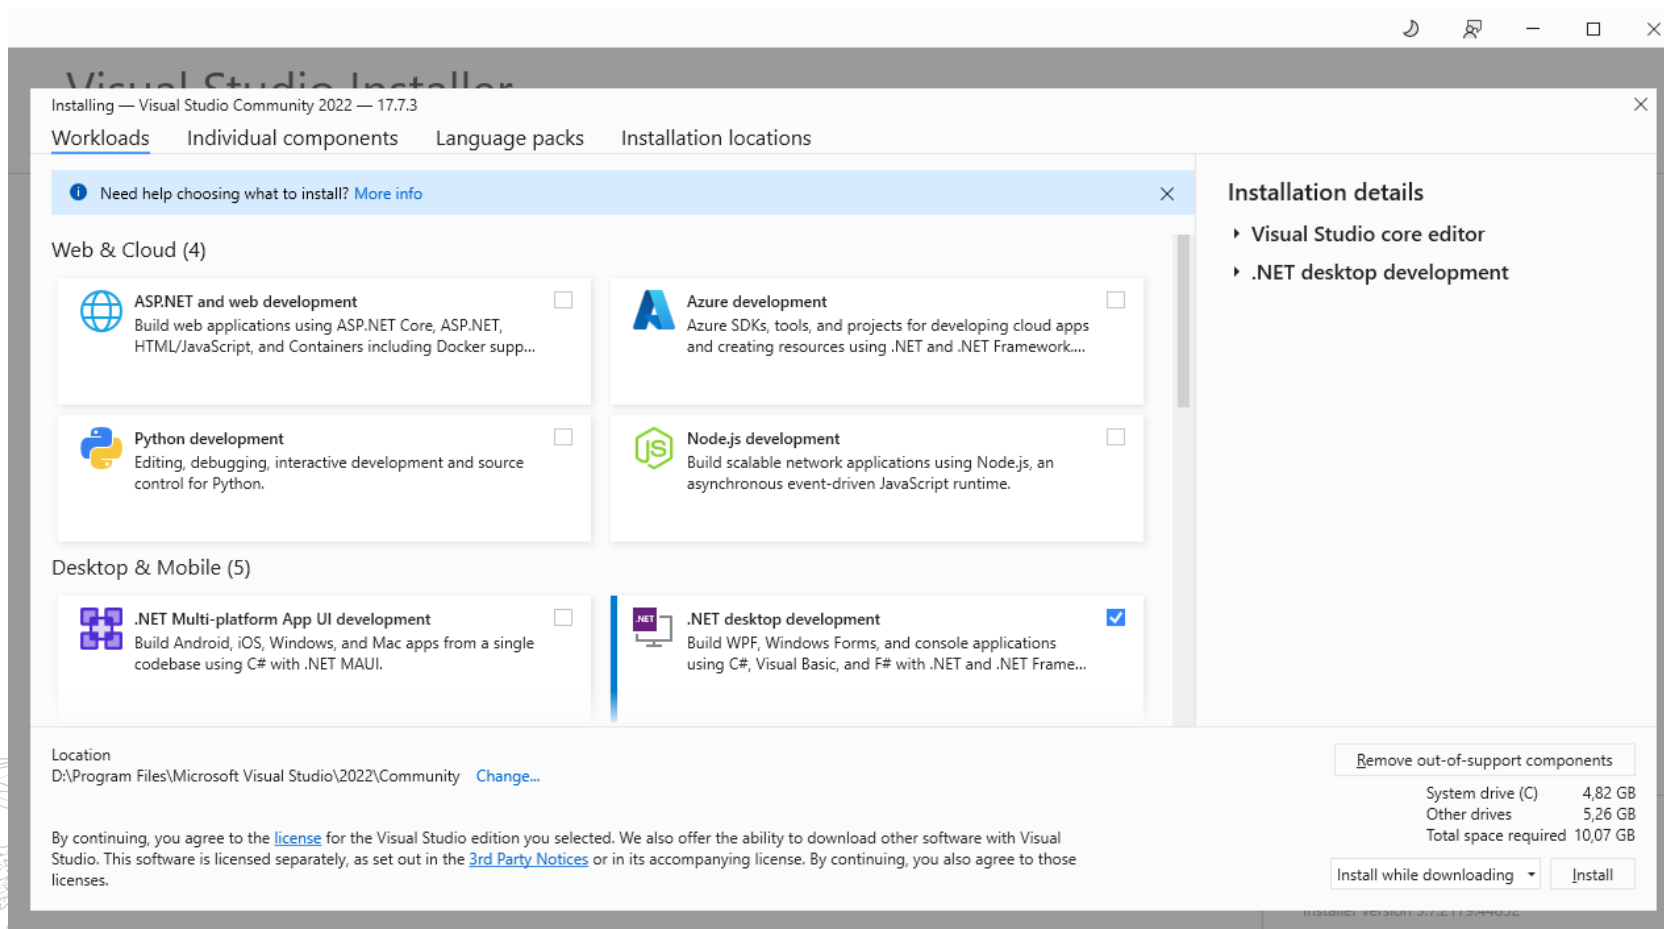 Visual Studio Installer
Installing — Visual Studio Community 2022 — 17.7.3
Workloads
Individual components
Language packs
Installation locations
Need help choosing what to install? More info
Web & Cloud (4)
ASP.NET and web development
Build web applications using ASP.NET Core, ASP.NET,
HTML/JavaScript, and Containers including Docker supp...
Azure development
Azure SDKs, tools, and projects for developing cloud apps
and creating resources using .NET and .NET Framework....
Python development
Editing, debugging, interactive development and source
control for Python.
Node.js development
Build scalable network applications using Node.js, an
asynchronous event-driven JavaScript runtime.
Desktop & Mobile (5)
.NET Multi-platform App UI development
Build Android, iOS, Windows, and Mac apps from a single
codebase using C# with .NET MAUI.
.NET
.NET desktop development
Build WPF, Windows Forms, and console applications
using C#, Visual Basic, and F# with .NET and .NET Frame...
Installation details
Visual Studio core editor
.NET desktop development
Location
D:\Program Files\Microsoft Visual Studio\2022\Community Change...
By continuing, you agree to the license for the Visual Studio edition you selected. We also offer the ability to download other software with Visual
Studio. This software is licensed separately, as set out in the 3rd Party Notices or in its accompanying license. By continuing, you also agree to those
licenses.
Remove out-of-support components
System drive (C) 4,82 GB
Other drives 5,26 GB
Total space required 10,07 GB
Install while downloading
Install